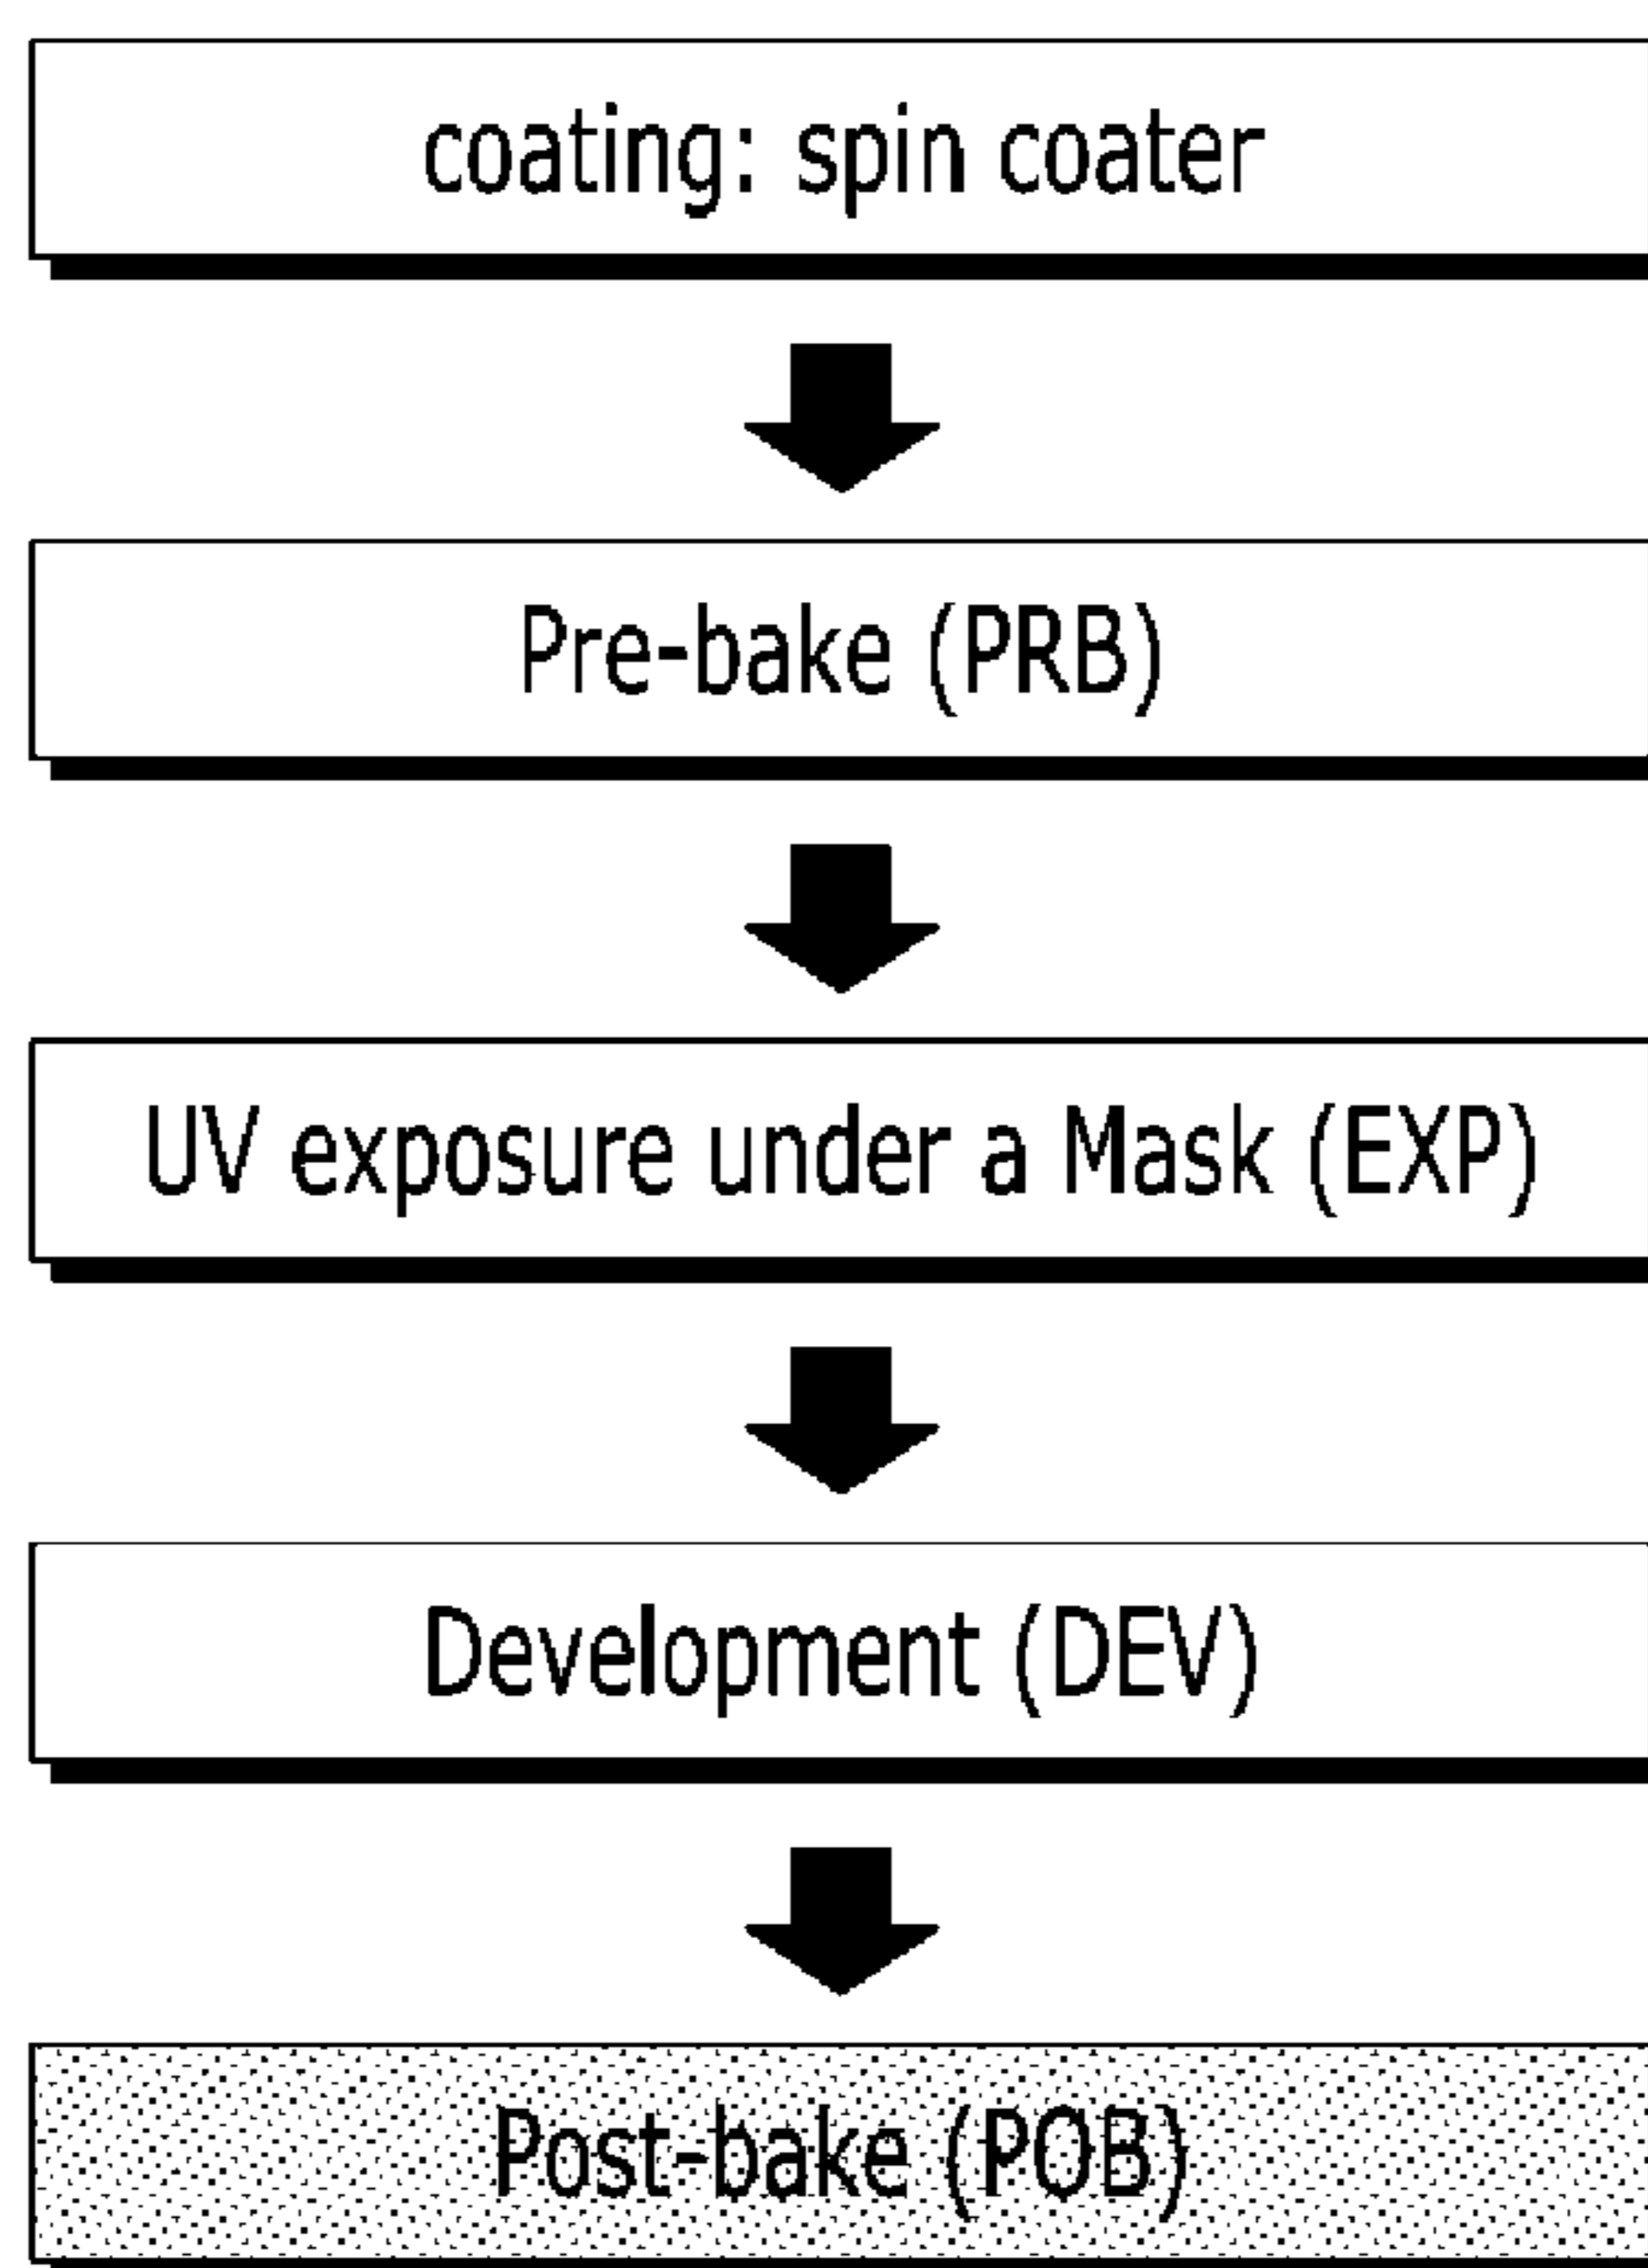 coating: spin coater
Pre-bake (PRB)
UV exposure under a Mask (EXP)
Development (DEV)
Post-bake (POB)